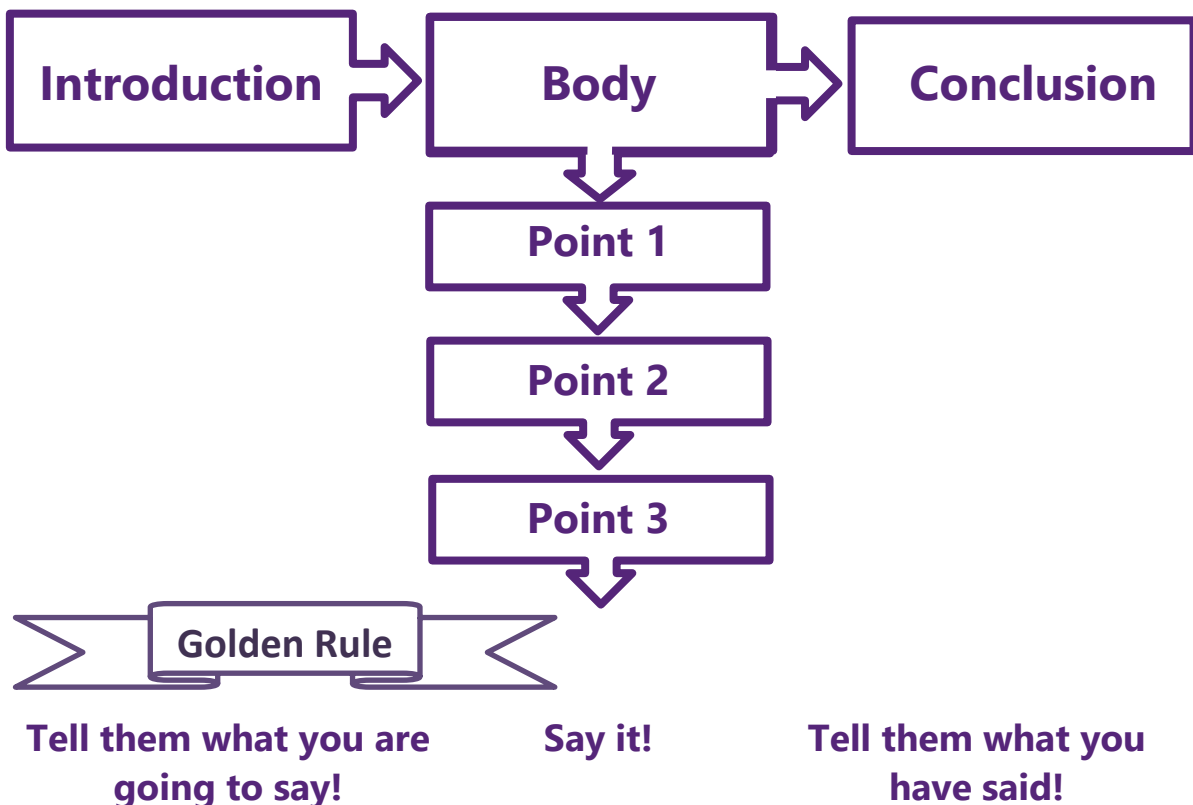 Introduction
Body
Conclusion
Point 1
Point 2
Point 3
Golden Rule
Tell them what you are
going to say!
Say it!
Tell them what you
have said!